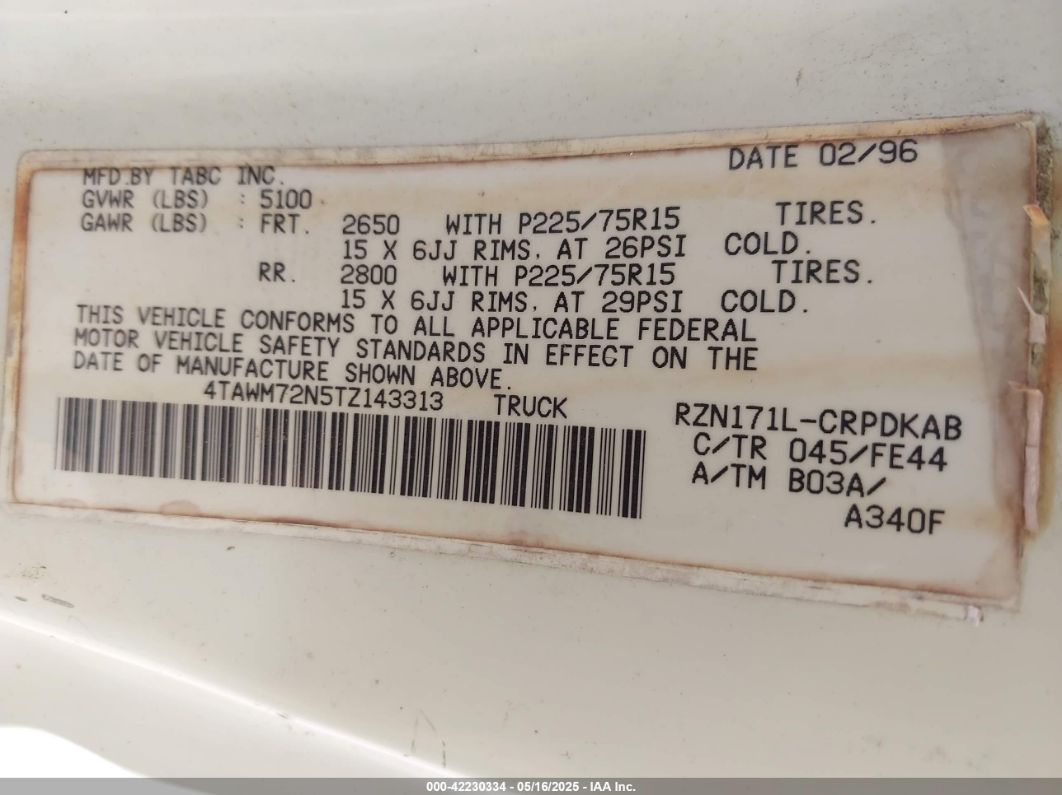 DATE 02/96
MFD.BY TABC INC.
GVWR (LBS) : 5100
GAWR (LBS) : FRT. 2650 WITH P225/75R15 TIRES.
15 X 6JJ RIMS, AT 26PSI COLD.
RR. 2800 WITH P225/75R15 TIRES.
15 X 6JJ RIMS, AT 29PSI COLD.
THIS VEHICLE CONFORMS TO ALL APPLICABLE FEDERAL
MOTOR VEHICLE SAFETY STANDARDS IN EFFECT ON THE
DATE OF MANUFACTURE SHOWN ABOVE.
4TAWM72N5TZ143313 TRUCK
RZN171L-CRPDKAB
C/TR 045/FE44
A/TM B03A/
A340F
000-42230334 - 05/16/2025 - IAA Inc.